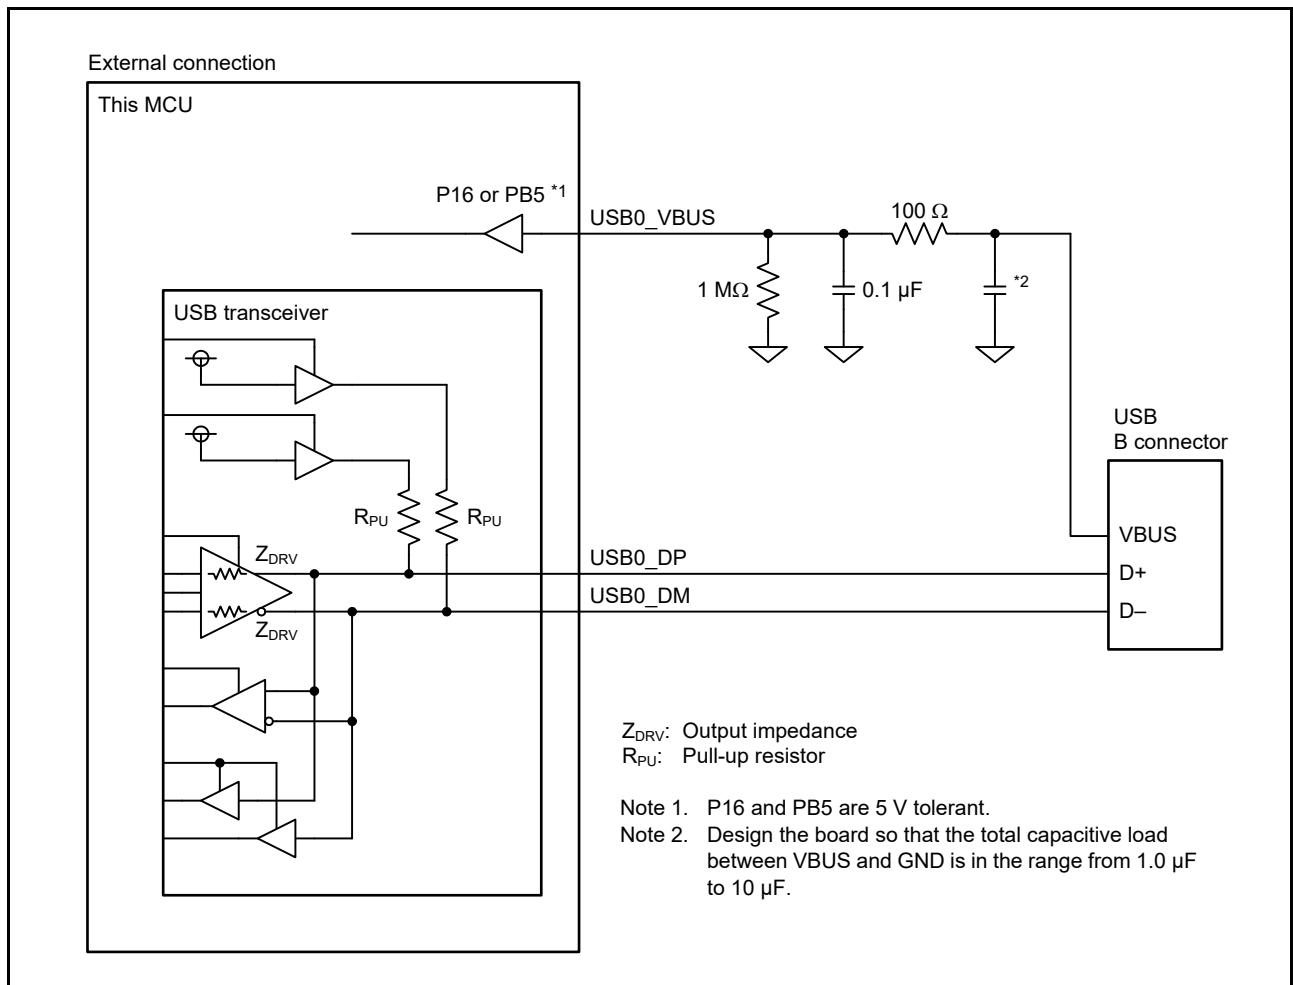 External connection
This MCU
P16 or PB5 *1
USB0_VBUS
100 Ω
1 MΩ
0.1 µF
*2
USB transceiver
USB
B connector
RPU
RPU
VBUS
ZDRV
USB0_DP
D+
USB0_DM
D–
ZDRV
ZDRV: Output impedance
RPU: Pull-up resistor
Note 1. P16 and PB5 are 5 V tolerant.
Note 2. Design the board so that the total capacitive load
between VBUS and GND is in the range from 1.0 µF
to 10 µF.